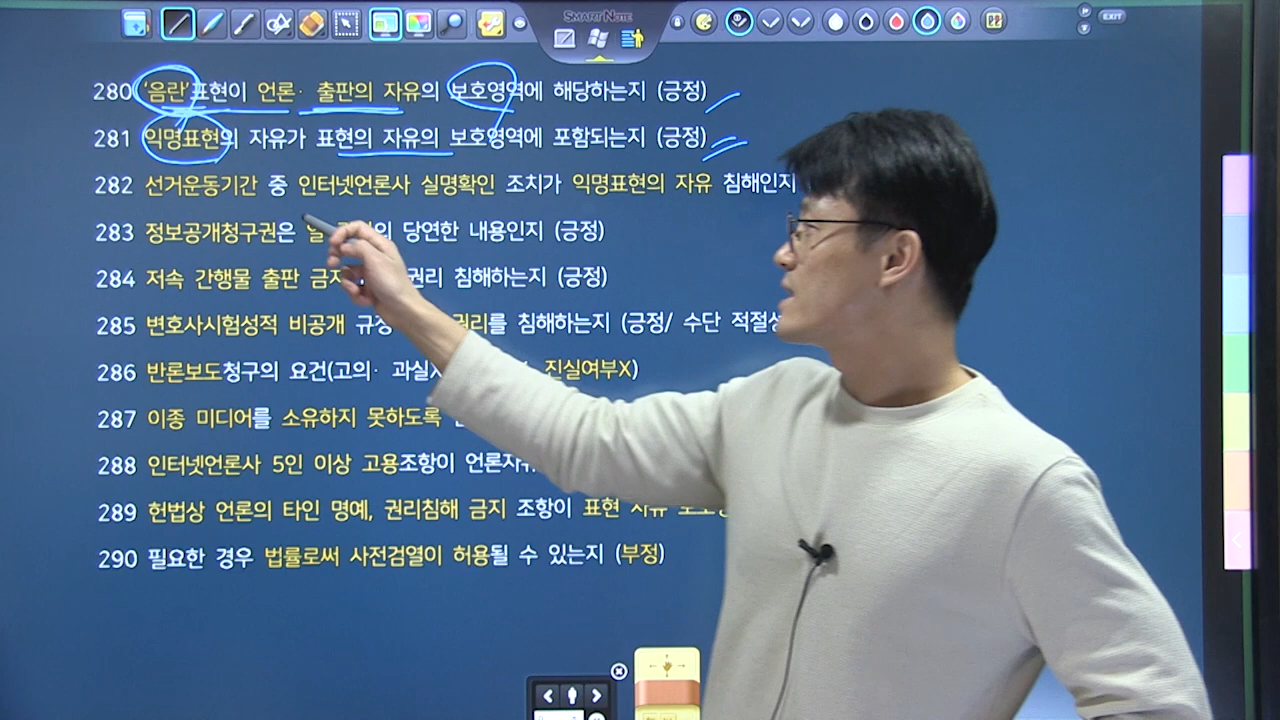 SMARTNOTE
EXIT
280 '음란'표현이 언론· 출판의 자유의 보호영역에 해당하는지 (긍정)
281 익명표현의 자유가 표현의 자유의 보호영역에 포함되는지 (긍정)
282 선거운동기간 중 인터넷언론사 실명확인 조치가 익명표현의 자유 침해인지
283 정보공개청구권은 알 당연한 내용인지 (긍정)
284 저속 간행물 출판 금지 권리 침해하는지 (긍정)
285 변호사시험성적 비공개 규정 권리를 침해하는지 (긍정/ 수단 적절성
286 반론보도청구의 요건(고의· 과실X 진실여부X)
287 이종 미디어를 소유하지 못하도록
288 인터넷언론사 5인 이상 고용조항이 언론자유
289 헌법상 언론의 타인 명예, 권리침해 금지 조항이 표현 자유
290 필요한 경우 법률로써 사전검열이 허용될 수 있는지 (부정)